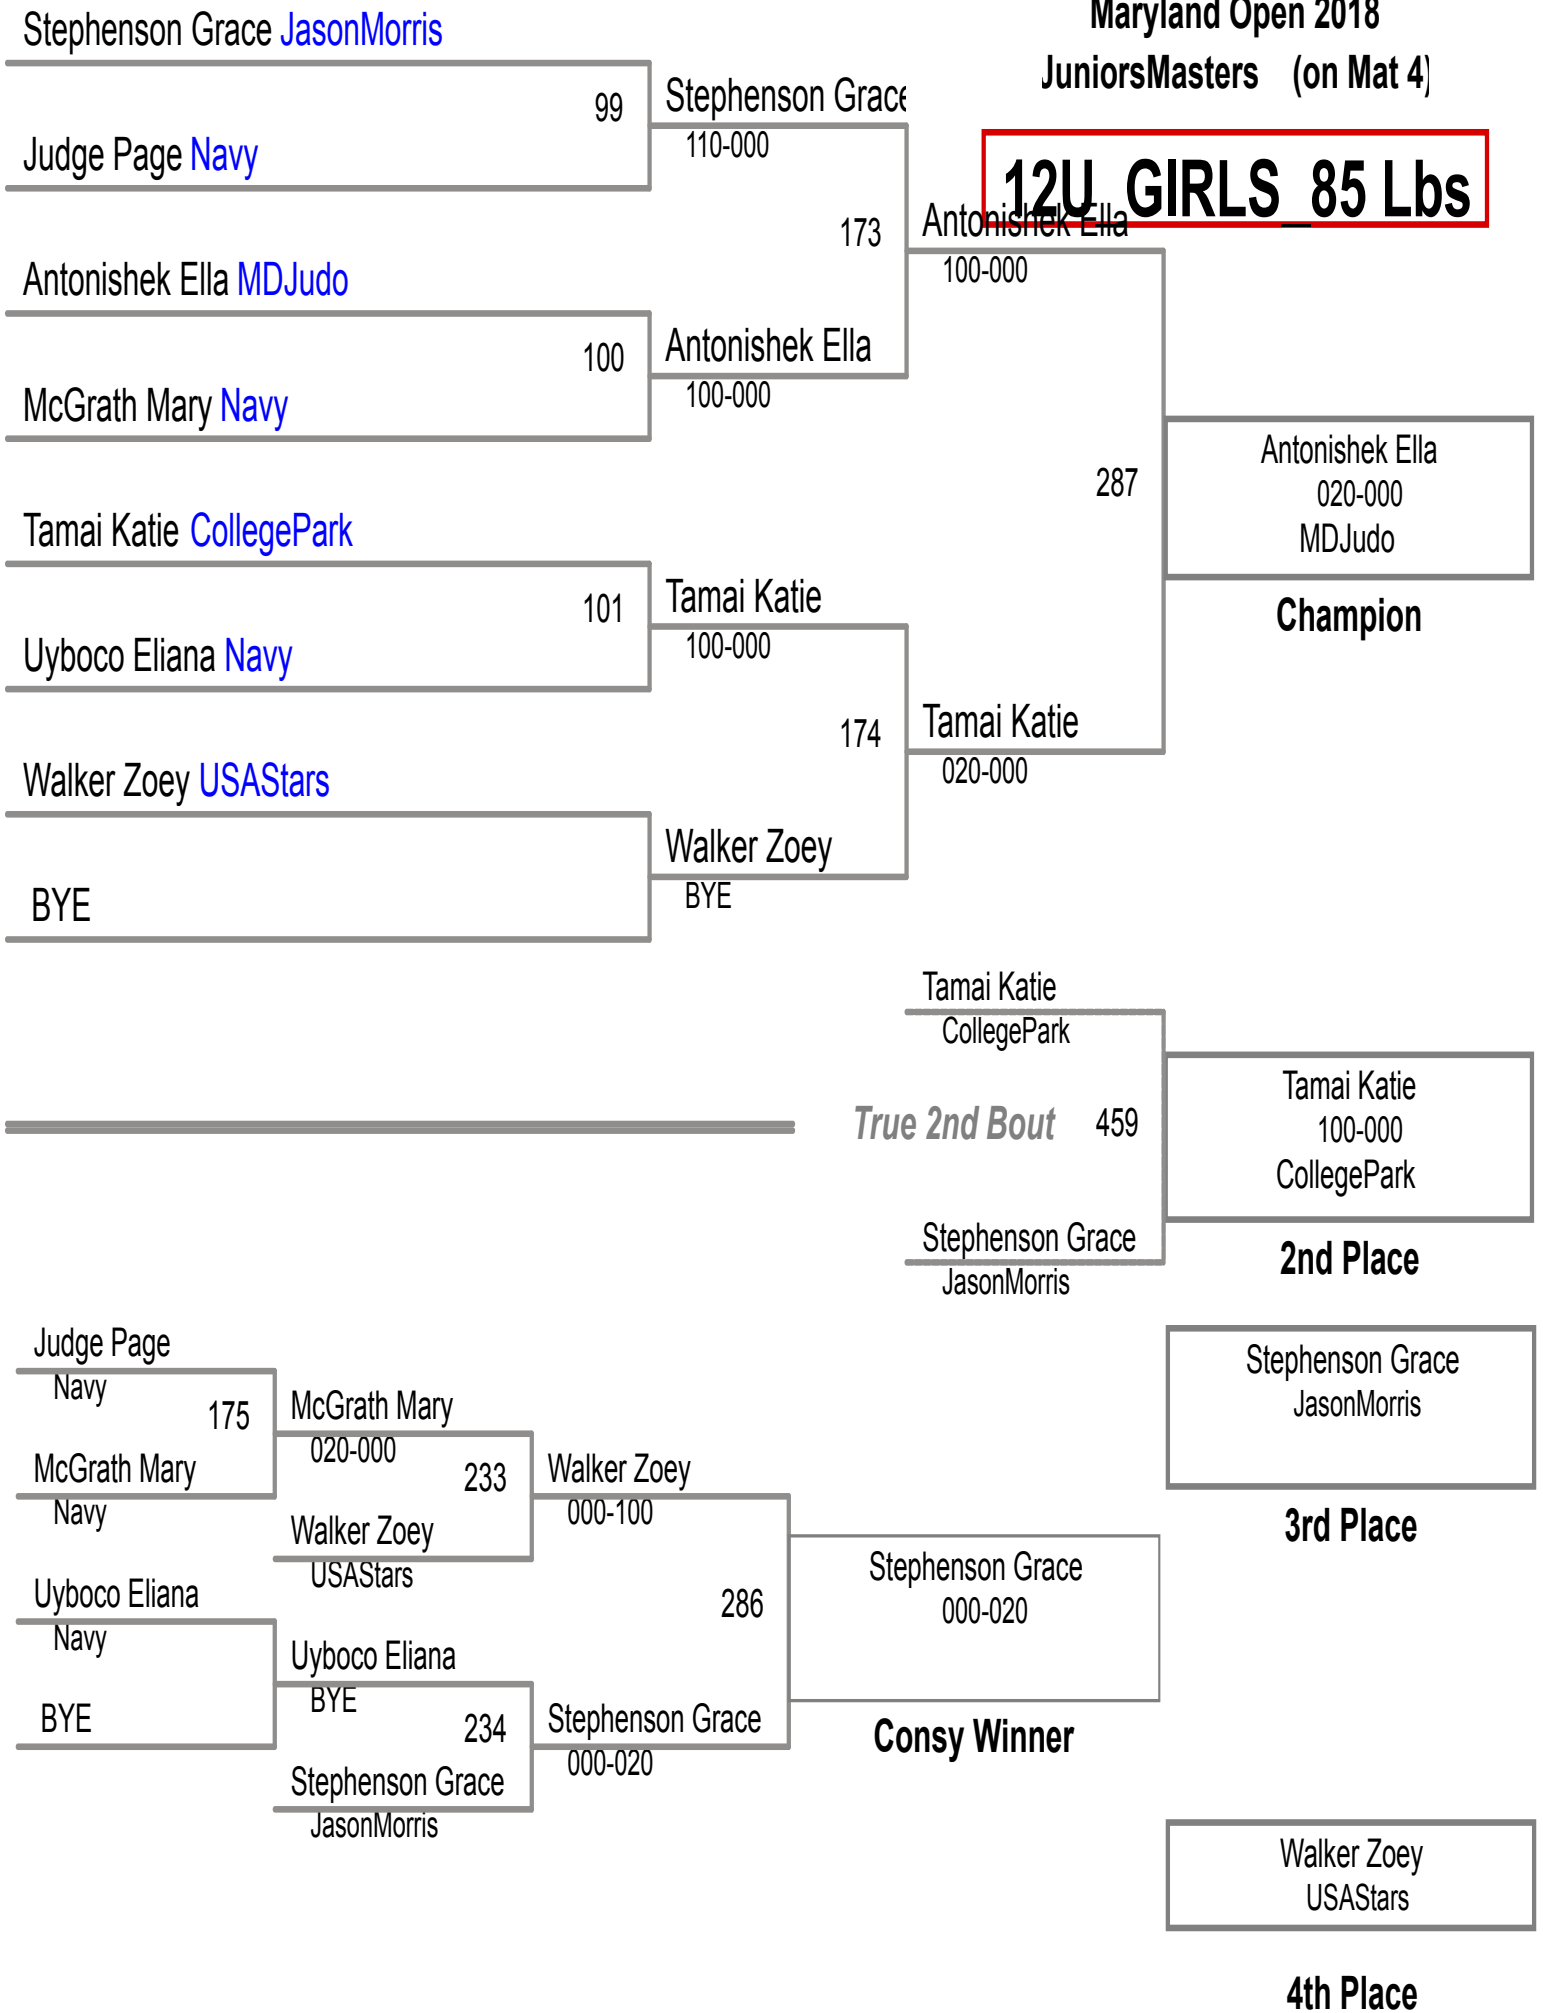 Maryland Open 2018
JuniorsMasters (on Mat 4)
12U_GIRLS_85 Lbs
Stephenson Grace JasonMorris
99
Judge Page Navy
Stephenson Grace
110-000
173
Antonishek Ella MDJudo
100
McGrath Mary Navy
Antonishek Ella
100-000
Antonishek Ella
100-000
287
Tamai Katie CollegePark
101
Uyboco Eliana Navy
Tamai Katie
100-000
174
Walker Zoey USAStars
BYE
Walker Zoey
BYE
Tamai Katie
020-000
Antonishek Ella
020-000
MDJudo
Champion
Tamai Katie
CollegePark
True 2nd Bout 459
Stephenson Grace
JasonMorris
Tamai Katie
100-000
CollegePark
2nd Place
Judge Page
Navy
175
McGrath Mary
Navy
McGrath Mary
020-000
233
Walker Zoey
USAStars
Walker Zoey
000-100
286
Uyboco Eliana
Navy
BYE
Uyboco Eliana
BYE
234
Stephenson Grace
JasonMorris
Stephenson Grace
000-020
Stephenson Grace
000-020
Consy Winner
Stephenson Grace
JasonMorris
3rd Place
Walker Zoey
USAStars
4th Place